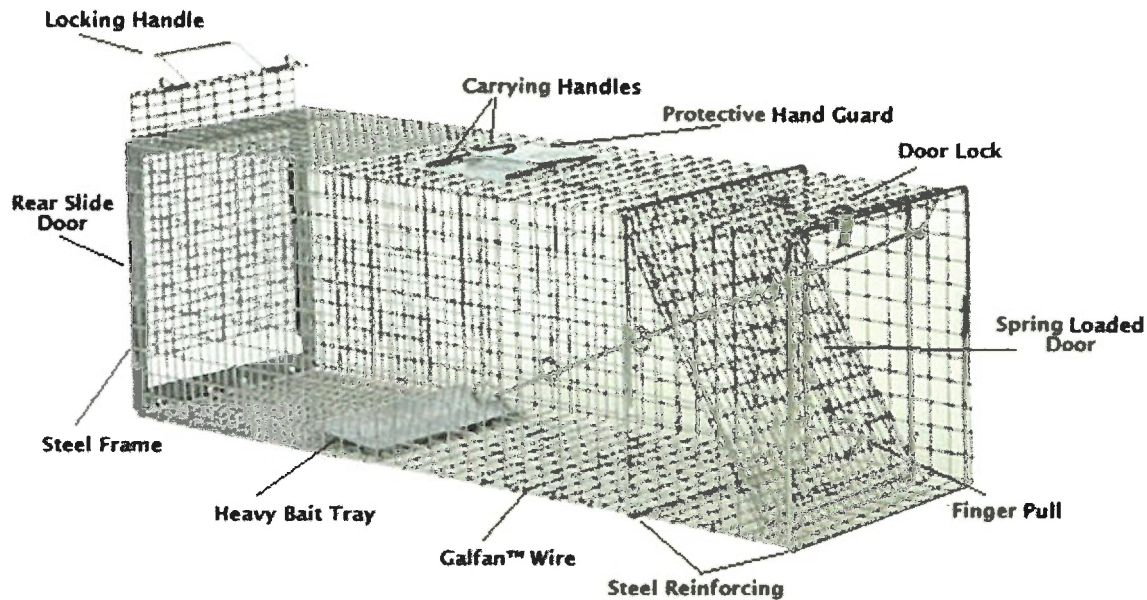 Locking Handle
Carrying Handles
Protective Hand Guard
Door Lock
Rear Slide
Door
Spring Loaded
Door
Steel Frame
Heavy Bait Tray
Finger Pull
Galfan™ Wire
Steel Reinforcing